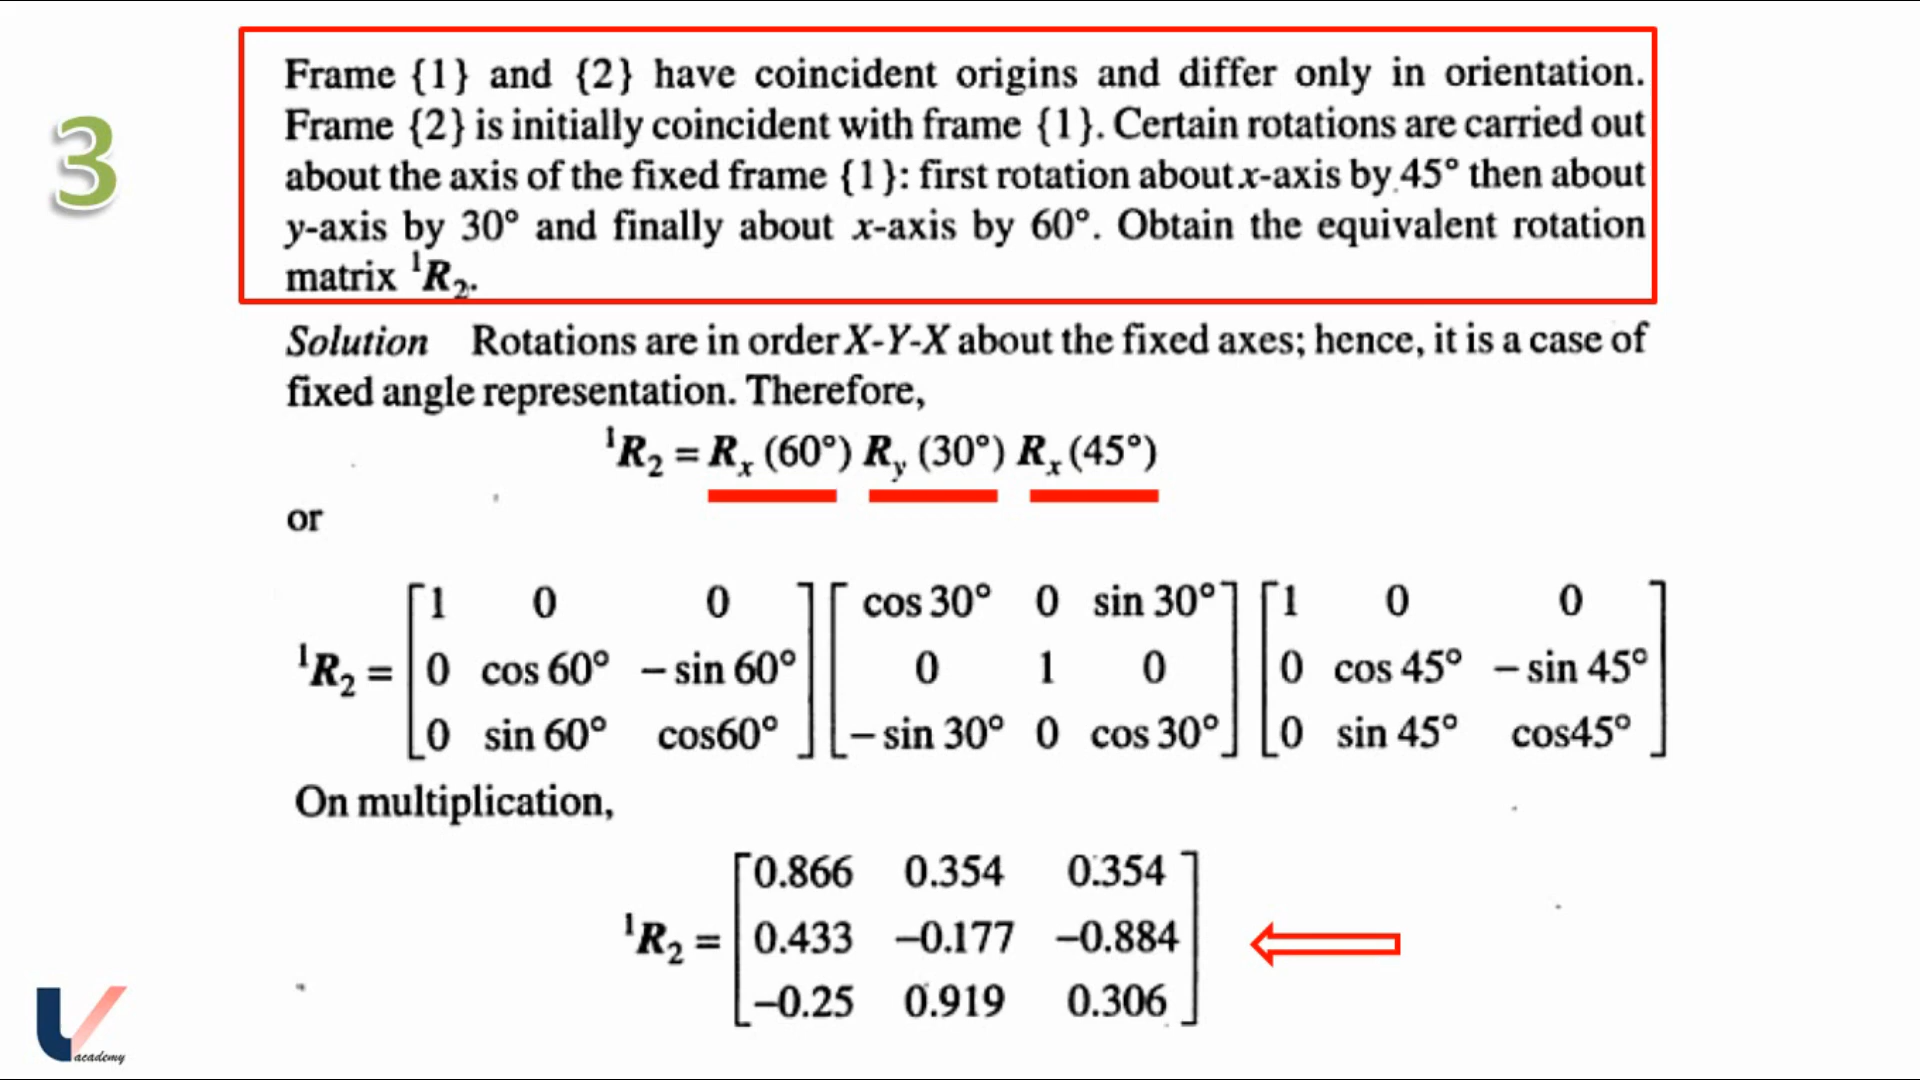 3
Frame {1} and {2} have coincident origins and differ only in orientation.
Frame {2} is initially coincident with frame {1}. Certain rotations are carried out
about the axis of the fixed frame {1}: first rotation about x-axis by 45° then about
y-axis by 30° and finally about x-axis by 60°. Obtain the equivalent rotation
matrix ¹R₂.
Solution Rotations are in order X-Y-X about the fixed axes; hence, it is a case of
fixed angle representation. Therefore,
¹R₂ = Rₓ (60°) Rᵧ (30°) Rₓ (45°)
or
1 0 0 cos 30° 0 sin 30° 1 0 0
¹R₂ = 0 cos 60° – sin 60° 0 1 0 0 cos 45° – sin 45°
0 sin 60° cos60° – sin 30° 0 cos 30° 0 sin 45° cos45°
On multiplication,
0.866 0.354 0.354
¹R₂ = 0.433 –0.177 –0.884
–0.25 0.919 0.306
academy